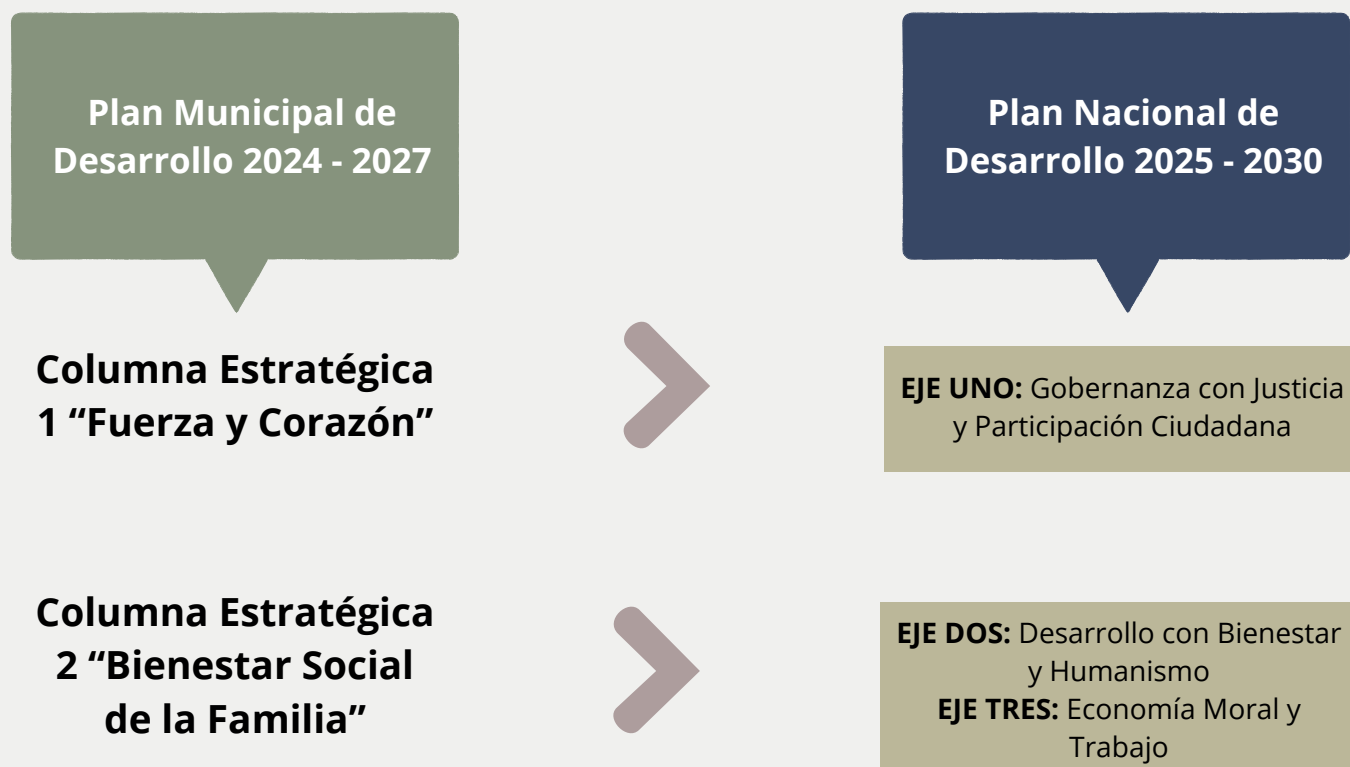 Plan Municipal de
Desarrollo 2024 - 2027
Plan Nacional de
Desarrollo 2025 - 2030
Columna Estratégica
1 “Fuerza y Corazón”
EJE UNO: Gobernanza con Justicia
y Participación Ciudadana
Columna Estratégica
2 “Bienestar Social
de la Familia”
EJE DOS: Desarrollo con Bienestar
y Humanismo
EJE TRES: Economía Moral y
Trabajo